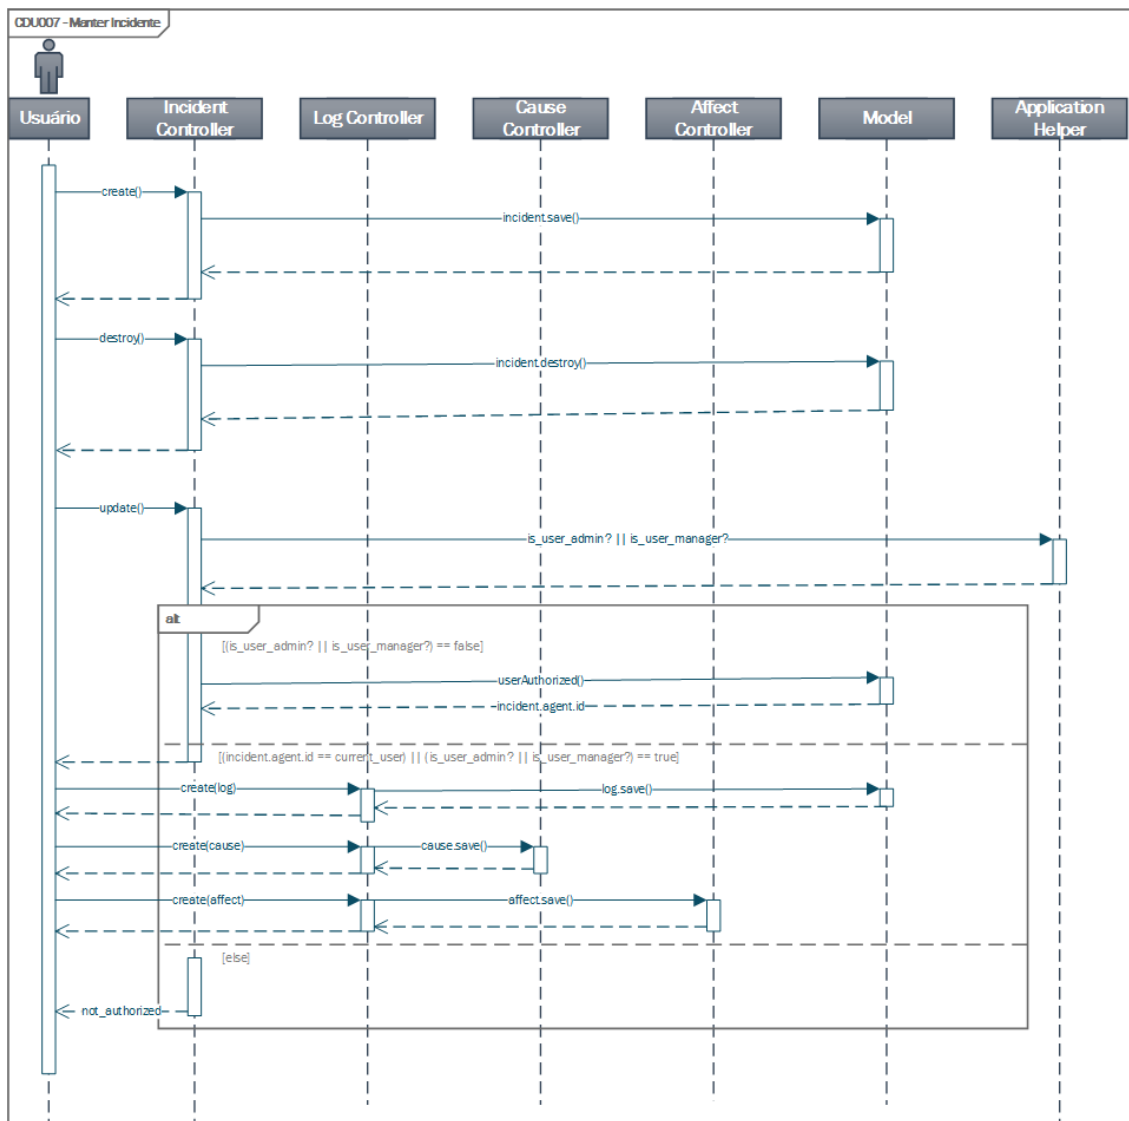 CDU007 - Manter Incidente
Usuário
Incident
Controller
Log Controller
Cause
Controller
Affect
Controller
Model
Application
Helper
create()
incident.save()
destroy()
incident.destroy()
update()
is_user_admin? || is_user_manager?
alt
[(is_user_admin? || is_user_manager?) == false]
userAuthorized()
incident.agent.id
[(incident.agent.id == current_user) || (is_user_admin? || is_user_manager?) == true]
create(log)
log.save()
create(cause)
cause.save()
create(affect)
affect.save()
[else]
not_authorized